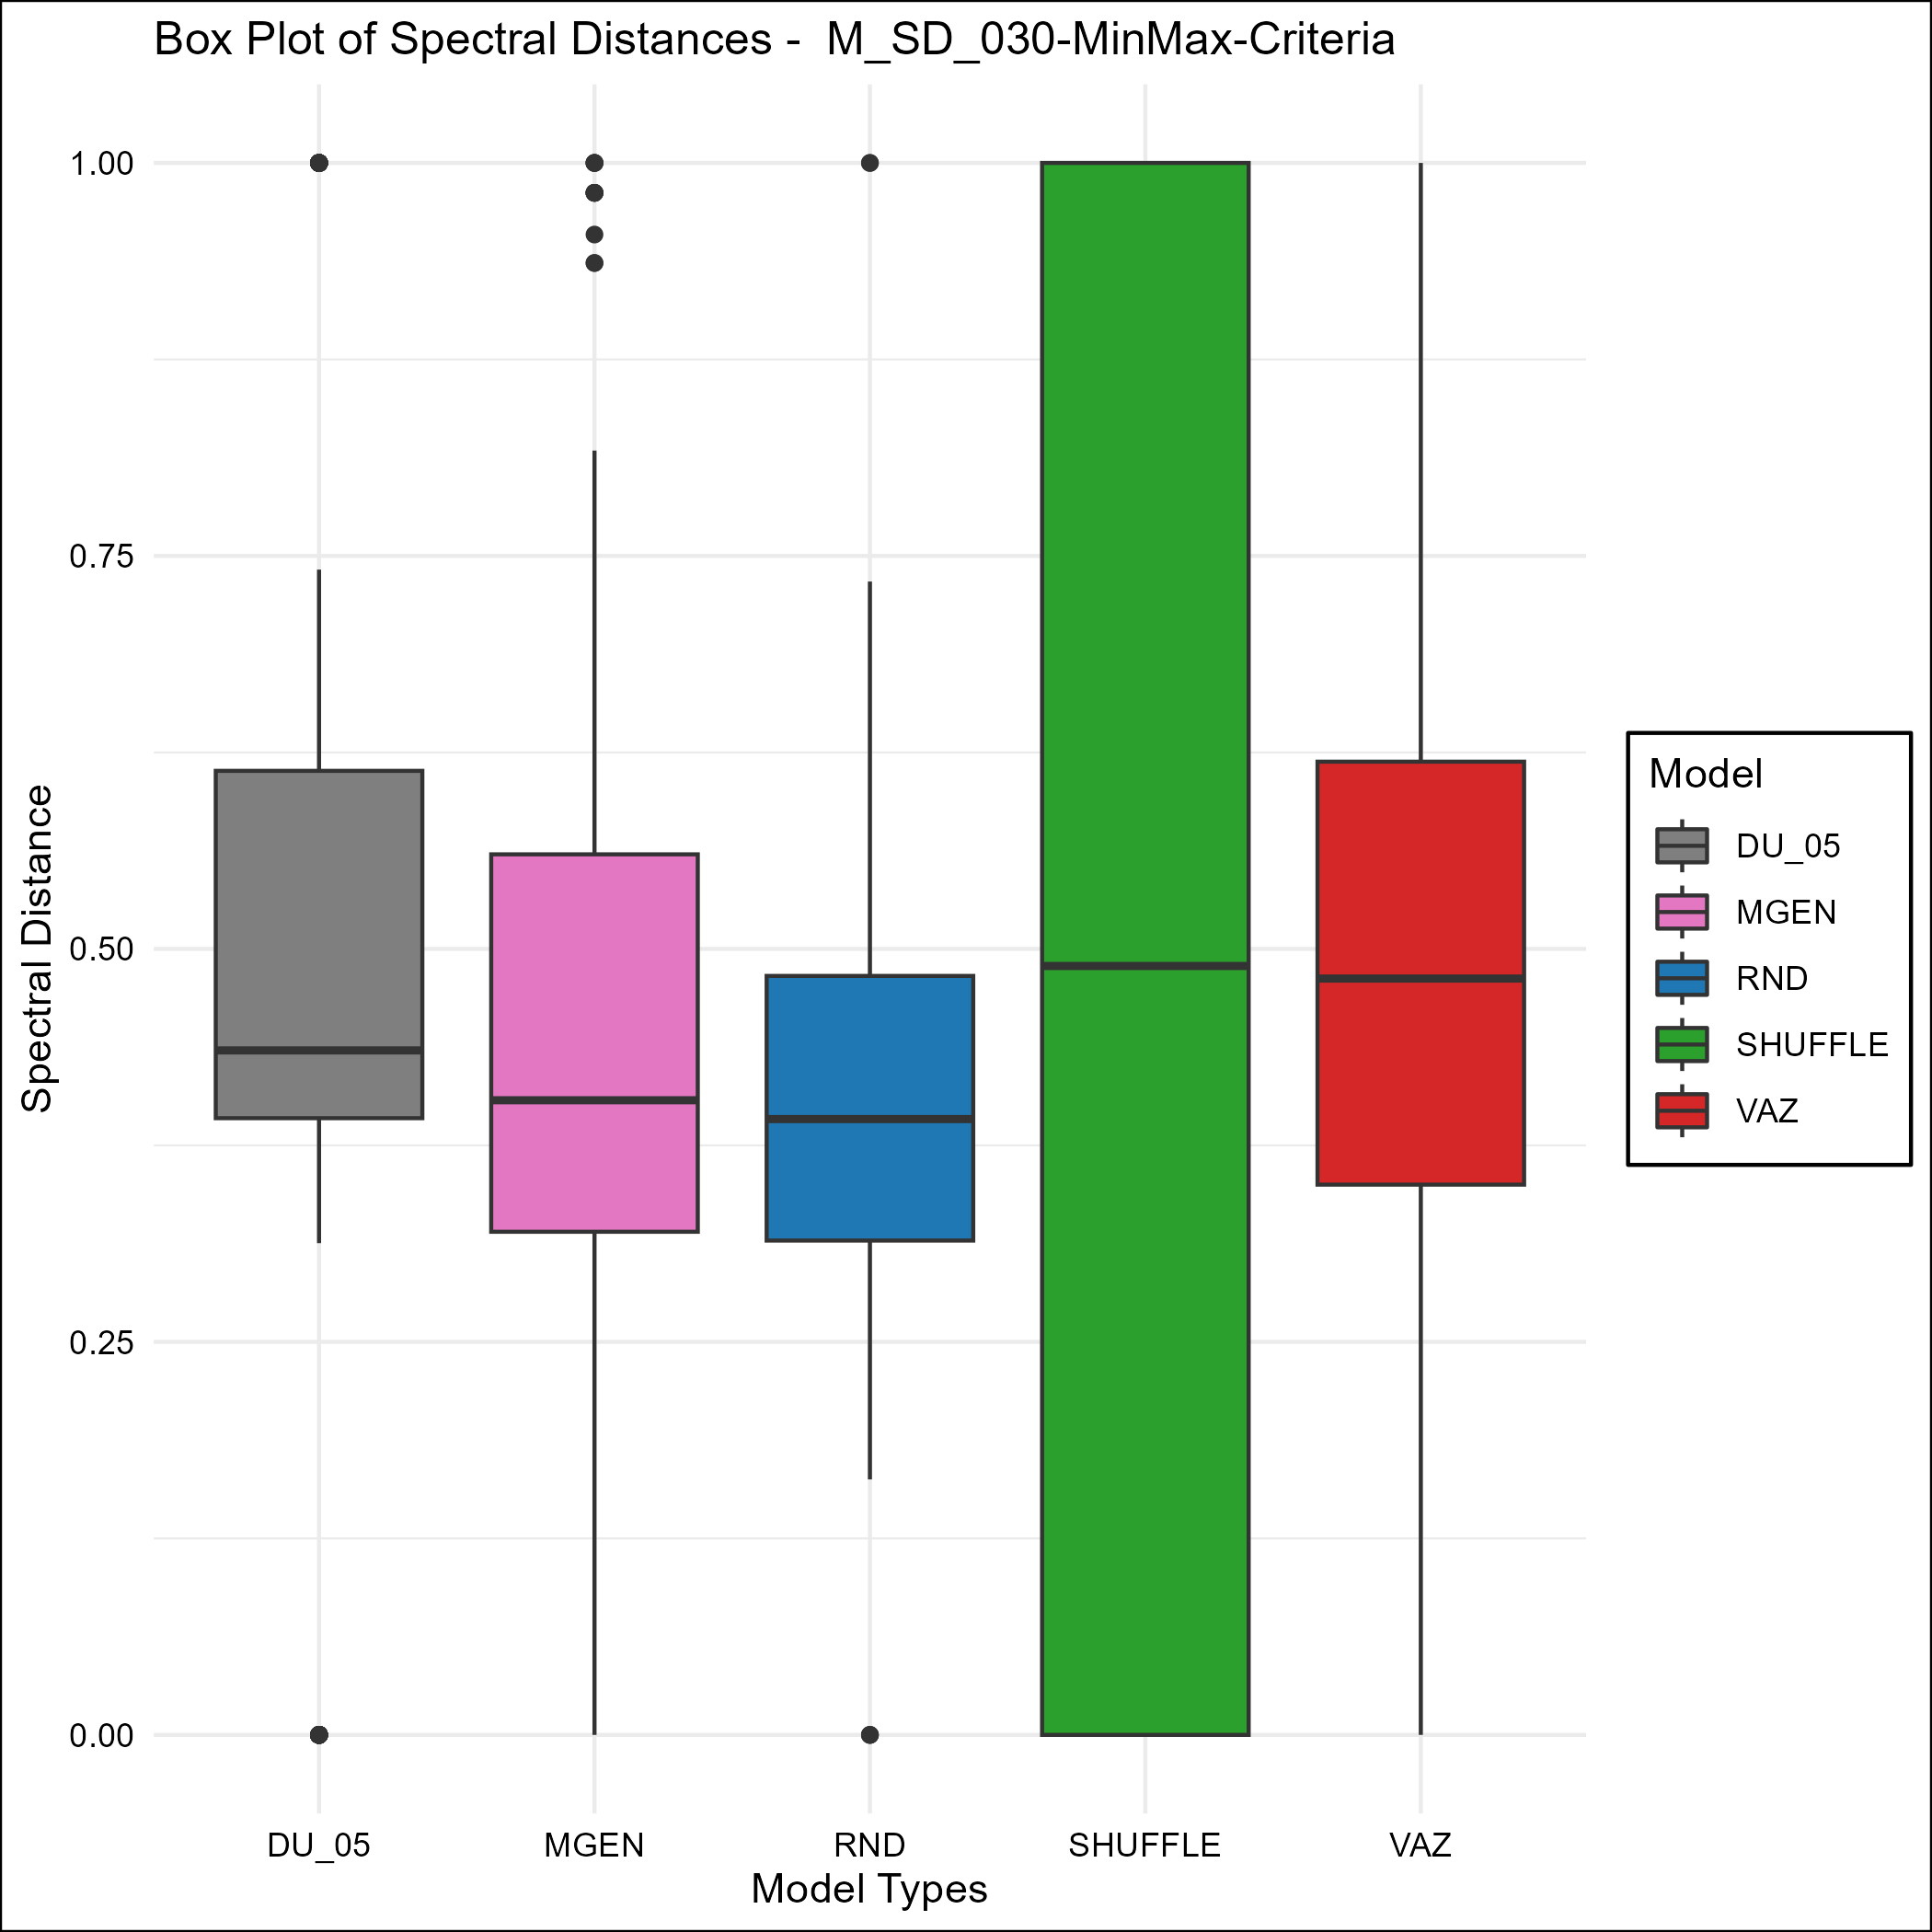 Box Plot of Spectral Distances -  M_SD_030-MinMax-Criteria
1.00
0.75
0.50
0.25
0.00
Spectral Distance
DU_05
MGEN
RND
SHUFFLE
VAZ
Model Types
Model
DU_05
MGEN
RND
SHUFFLE
VAZ